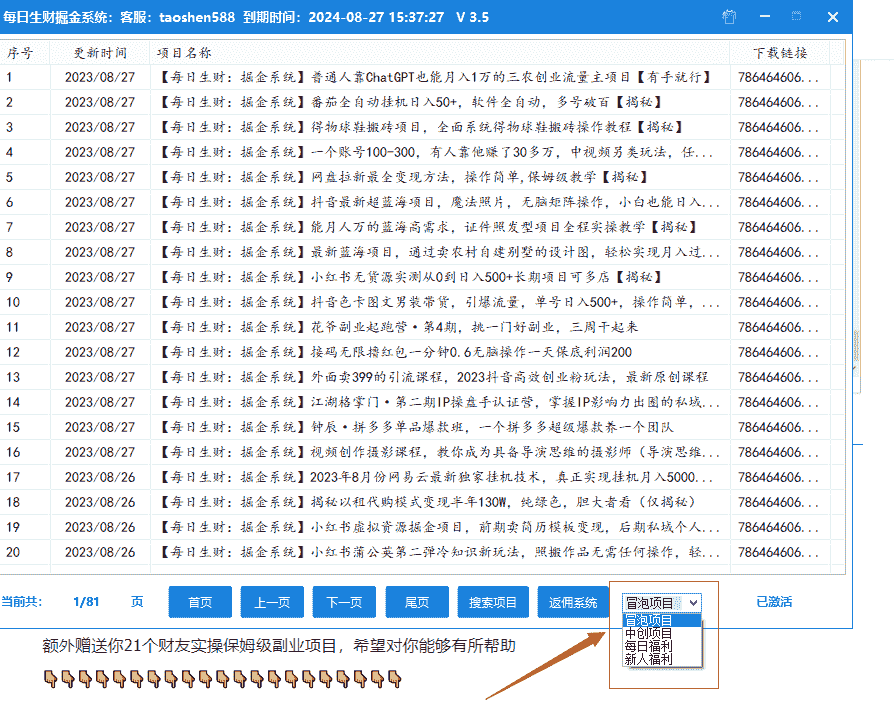 每日生财掘金系统: 客服: taoshen588 到期时间: 2024-08-27 15:37:27 V 3.5
序号 更新时间 项目名称 下载链接
1 2023/08/27 【每日生财: 掘企系统】普通人靠ChatGPT也能月入1万的三农创业流量主项目【有手就行】 786464606...
2 2023/08/27 【每日生财: 掘企系统】番茄全自动挂机日入50+, 软件全自动, 多号破百【揭秘】 786464606...
3 2023/08/27 【每日生财: 掘企系统】得物球鞋搬砖项目, 全面系统得物球鞋搬砖操作教程【揭秘】 786464606...
4 2023/08/27 【每日生财: 掘企系统】一个账号100-300, 有人靠他赚了30多万, 中视频另类玩法, 任... 786464606...
5 2023/08/27 【每日生财: 掘企系统】网盘拉新最全变现方法, 操作简单,保姆级教学【揭秘】 786464606...
6 2023/08/27 【每日生财: 掘企系统】抖音最新超蓝海项目, 魔法照片, 无脑矩阵操作, 小白也能日入... 786464606...
7 2023/08/27 【每日生财: 掘企系统】能月入万的蓝海高需求, 证件照发型项目全程实操教学【揭秘】 786464606...
8 2023/08/27 【每日生财: 掘企系统】最新蓝海项目, 通过卖农村自建别墅的设计图, 轻松实现月入过... 786464606...
9 2023/08/27 【每日生财: 掘企系统】小红书无货源实测从0到日入500+长期项目可多店【揭秘】 786464606...
10 2023/08/27 【每日生财: 掘企系统】抖音色卡图文男装带货, 引爆流量, 单号日入500+, 操作简单, ... 786464606...
11 2023/08/27 【每日生财: 掘企系统】花爷副业起跑营·第4期, 挑一门好副业, 三周干起来 786464606...
12 2023/08/27 【每日生财: 掘企系统】接码无限撸红包一分钟0.6无脑操作一天保底利润200 786464606...
13 2023/08/27 【每日生财: 掘企系统】外面卖399的引流课程, 2023抖音高效创业粉玩法, 最新原创课程 786464606...
14 2023/08/27 【每日生财: 掘企系统】江湖格掌门·第二期IP操盘手认证营, 掌握IP影响力出圈的私域... 786464606...
15 2023/08/27 【每日生财: 掘企系统】钟辰·拼多多单品爆款班, 一个拼多多超级爆款养一个团队 786464606...
16 2023/08/27 【每日生财: 掘企系统】视频创作摄影课程, 教你成为具备导演思维的摄影师（导演思维... 786464606...
17 2023/08/26 【每日生财: 掘企系统】2023年8月份网易云最新独家挂机技术, 真正实现挂机月入5000... 786464606...
18 2023/08/26 【每日生财: 掘企系统】揭秘以租代购模式变现半年130W, 纯绿色, 胆大者看（仅揭秘） 786464606...
19 2023/08/26 【每日生财: 掘企系统】小红书虚拟资源掘金项目, 前期卖简历模板变现, 后期私域个人... 786464606...
20 2023/08/26 【每日生财: 掘企系统】小红书蒲公英第二弹冷知识新玩法, 照搬作品无需任何操作, 轻... 786464606...
当前共: 1/81 页 首页 上一页 下一页 尾页 搜索项目 返佣系统 冒泡项目 已激活
冒泡项目
中创项目
每日福利
新人福利
额外赠送你21个财友实操保姆级副业项目，希望对你能够有所帮助